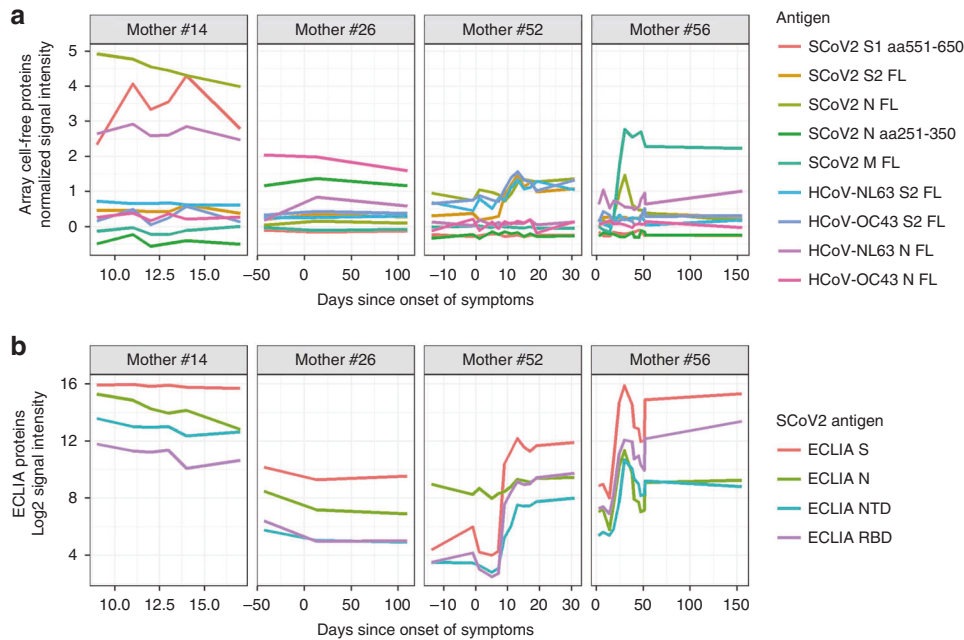 a
Mother #14
Mother #26
Mother #52
Mother #56
Array cell-free proteins
normalized signal intensity
5
4
3
2
1
0
10.0 12.5 15.0
−50 0 50 100
−10 0 10 20 30
0 50 100 150
Days since onset of symptoms
Days since onset of symptoms
Antigen
SCoV2 S1 aa551-650
SCoV2 S2 FL
SCoV2 N FL
SCoV2 N aa251-350
SCoV2 M FL
HCoV-NL63 S2 FL
HCoV-OC43 S2 FL
HCoV-NL63 N FL
HCoV-OC43 N FL
b
Mother #14
Mother #26
Mother #52
Mother #56
ECLIA proteins
Log2 signal intensity
16
12
8
4
10.0 12.5 15.0
−50 0 50 100
−10 0 10 20 30
0 50 100 150
SCoV2 antigen
ECLIA S
ECLIA N
ECLIA NTD
ECLIA RBD